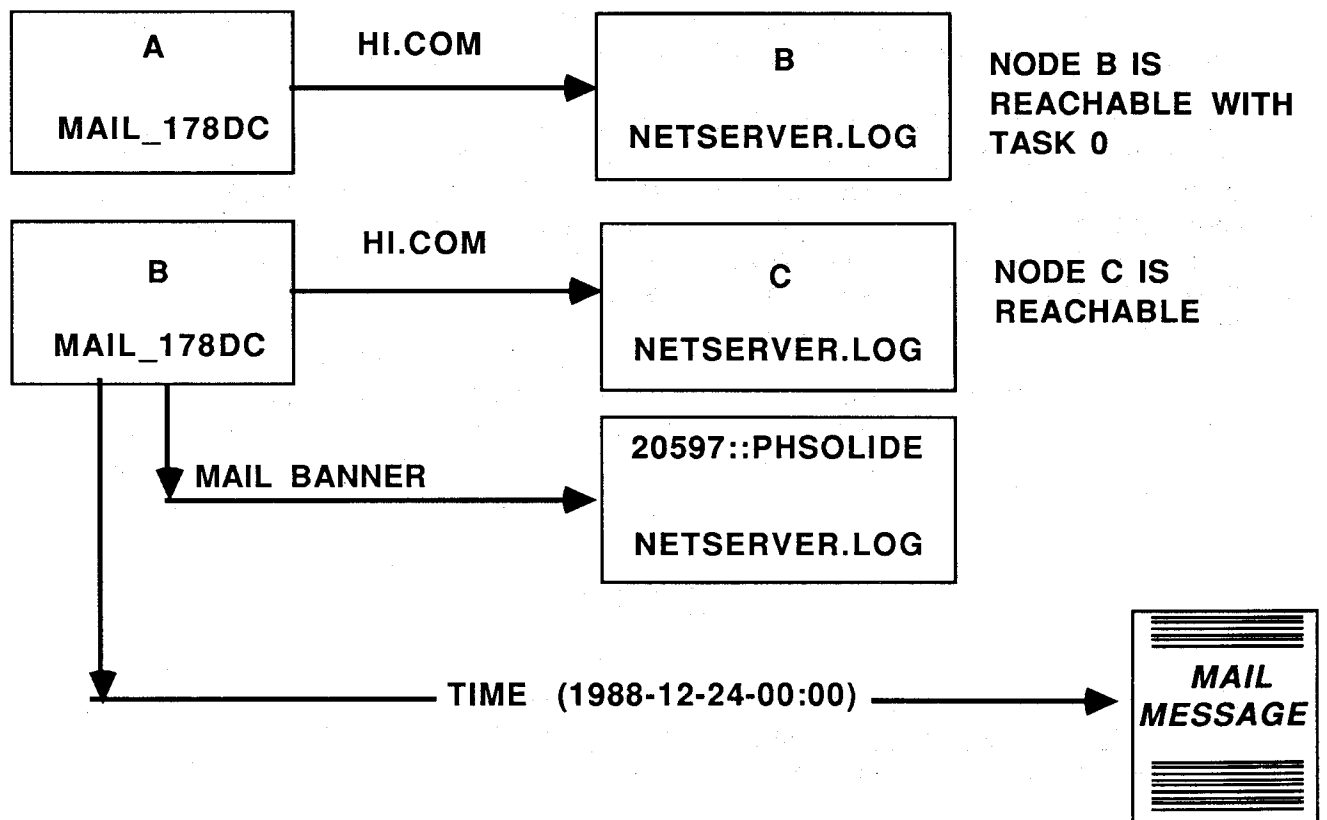 A
MAIL_178DC
HI.COM
B
NETSERVER.LOG
NODE B IS
REACHABLE WITH
TASK 0
B
MAIL_178DC
HI.COM
C
NETSERVER.LOG
NODE C IS
REACHABLE
MAIL BANNER
20597::PHSOLIDE
NETSERVER.LOG
TIME (1988-12-24-00:00)
MAIL
MESSAGE